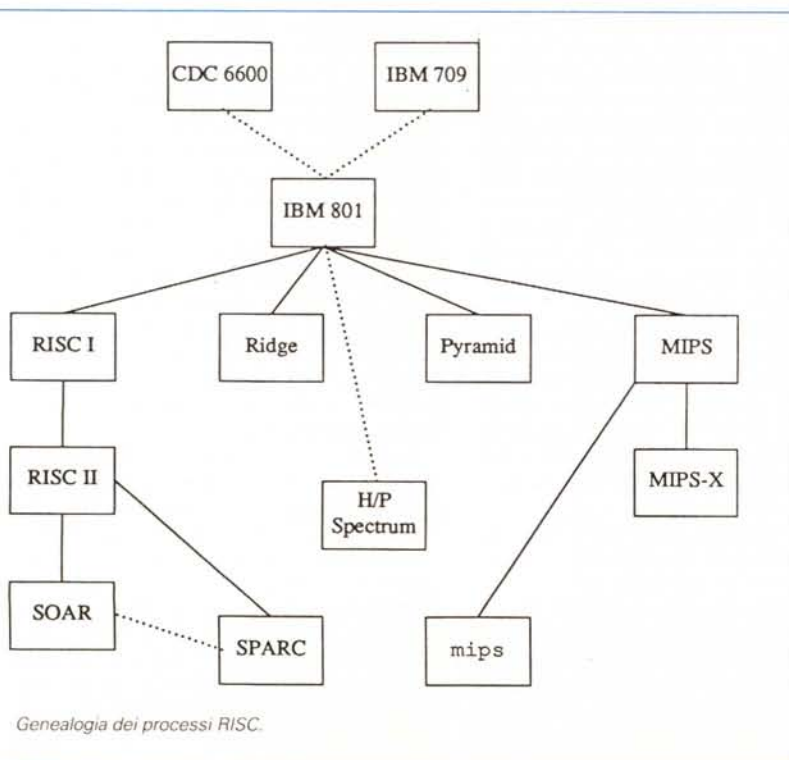 CDC 6600
IBM 709
IBM 801
RISC I
Ridge
Pyramid
MIPS
RISC II
H/P
Spectrum
MIPS-X
SOAR
SPARC
mips
Genealogia dei processi RISC.